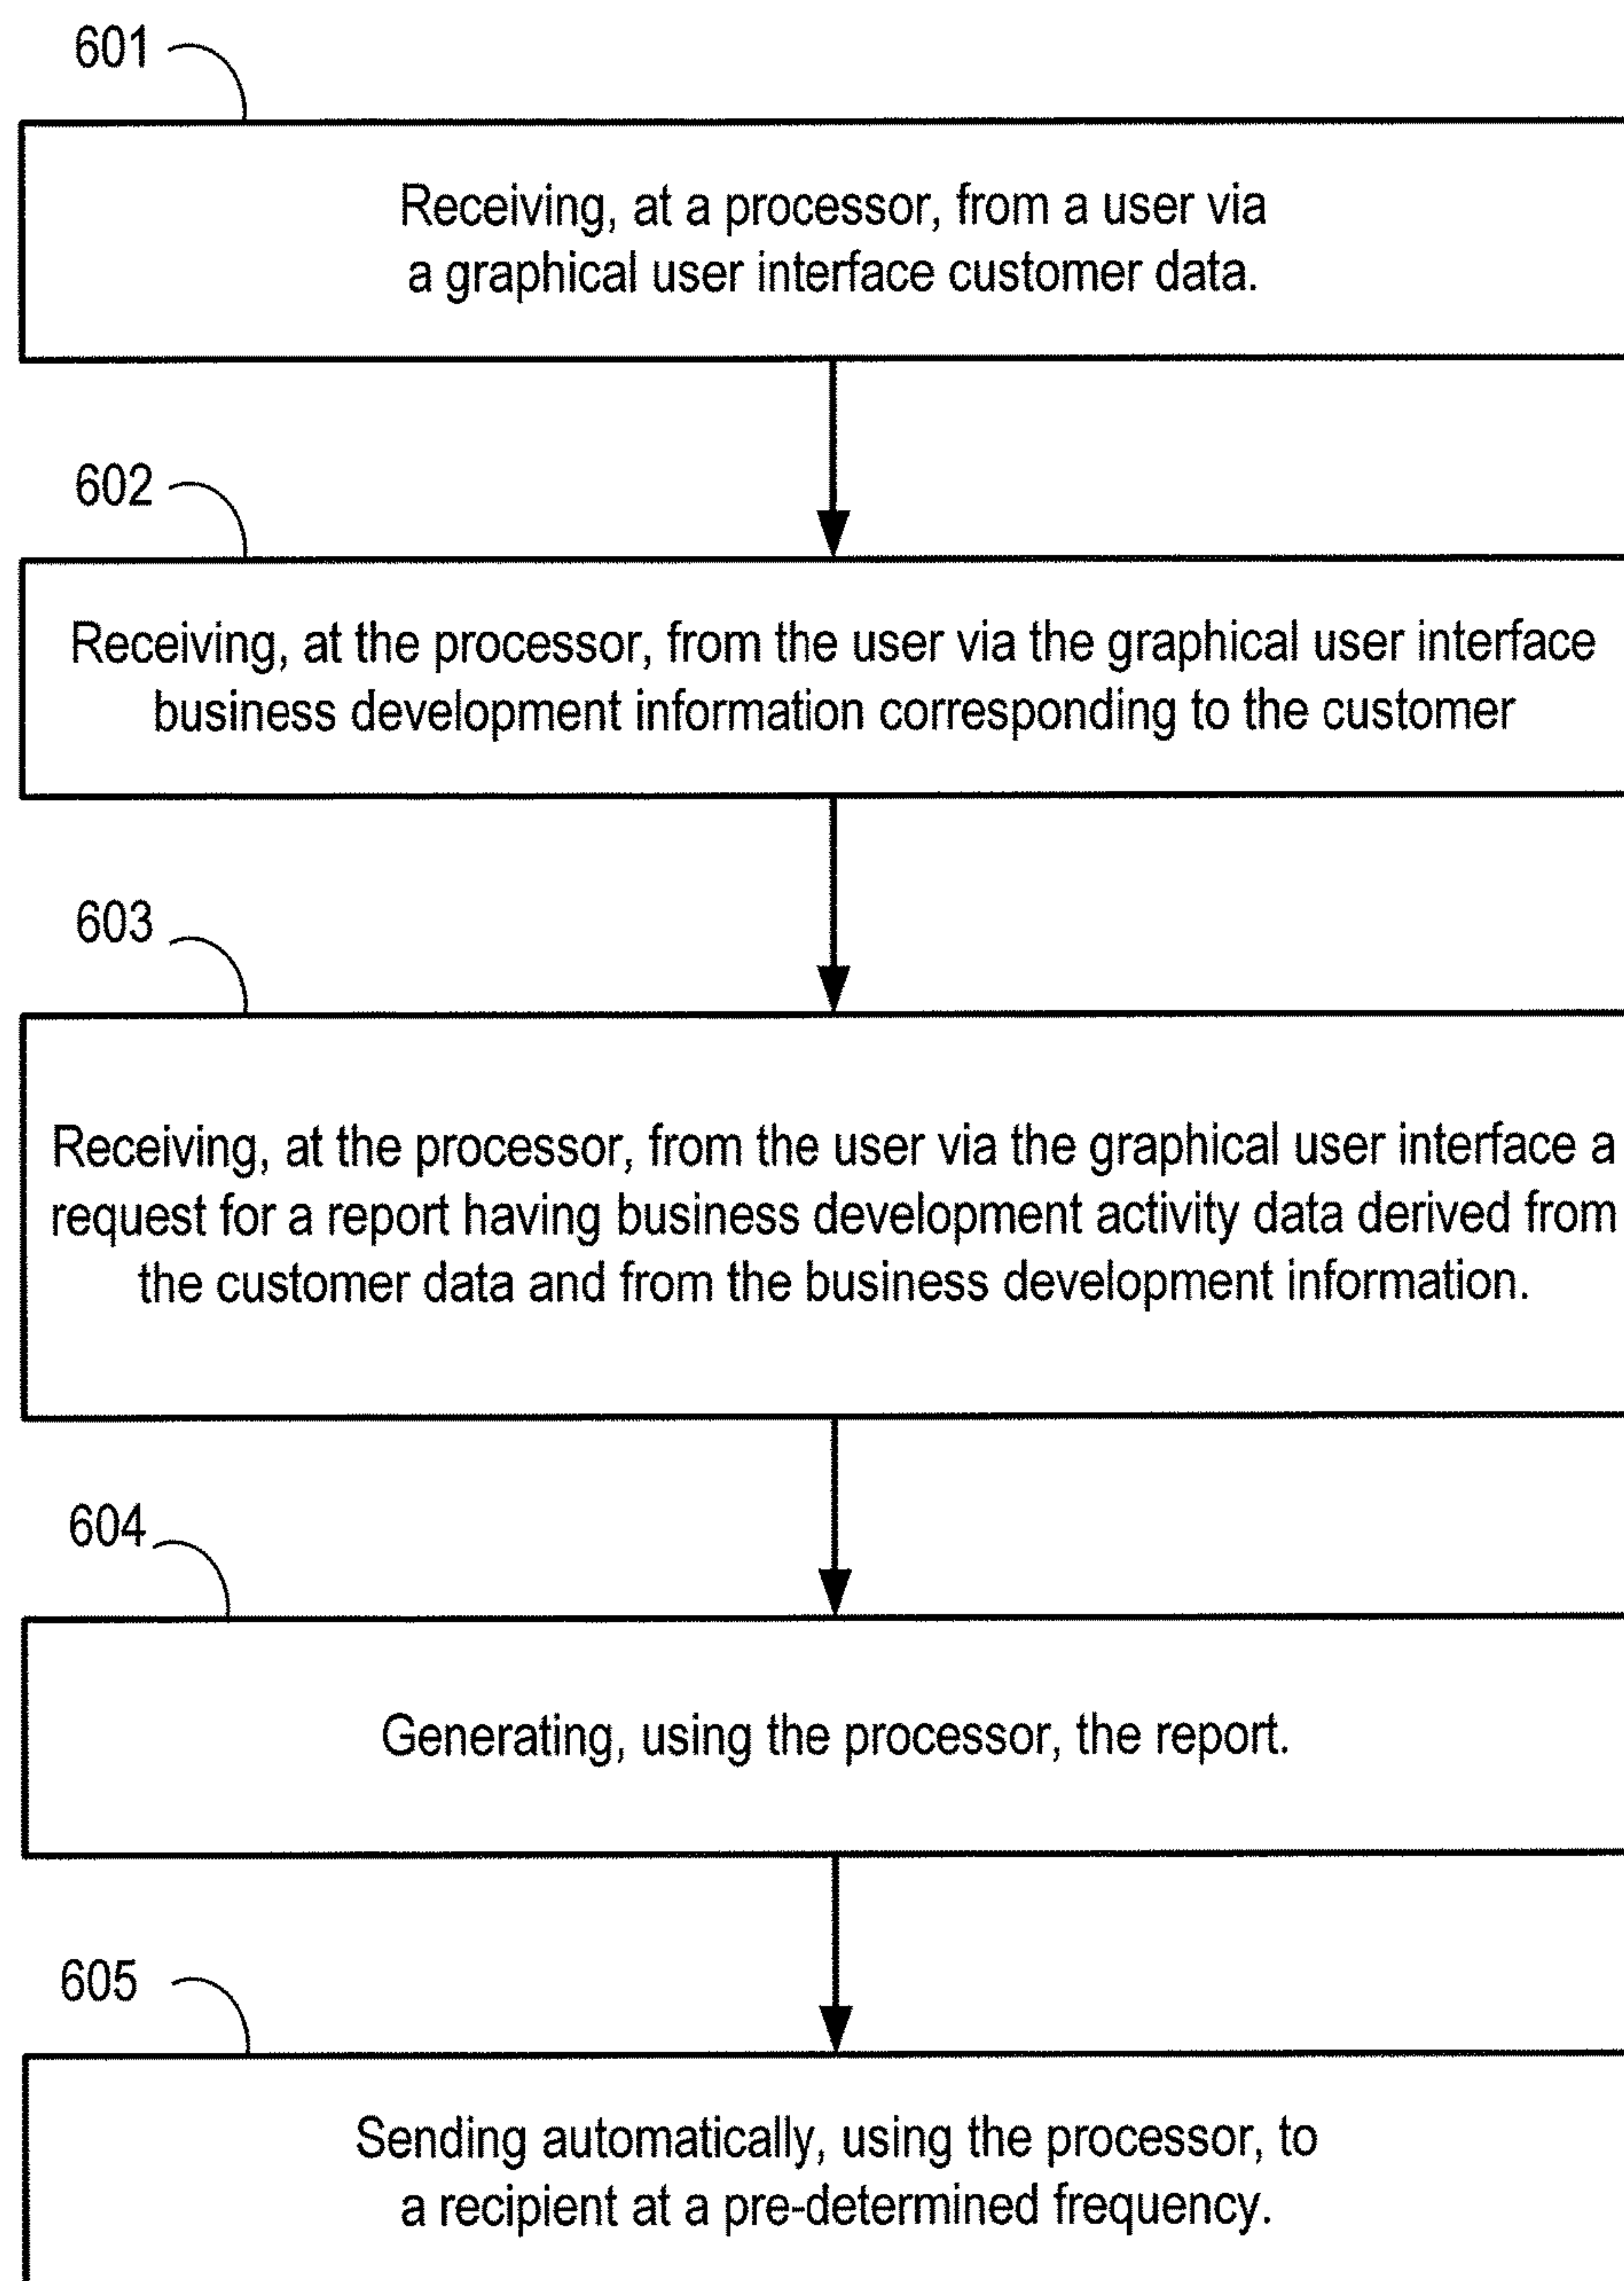 601
Receiving, at a processor, from a user via
a graphical user interface customer data.
602
Receiving, at the processor, from the user via the graphical user interface
business development information corresponding to the customer
603
Receiving, at the processor, from the user via the graphical user interface a
request for a report having business development activity data derived from
the customer data and from the business development information.
604
Generating, using the processor, the report.
605
Sending automatically, using the processor, to
a recipient at a pre-determined frequency.